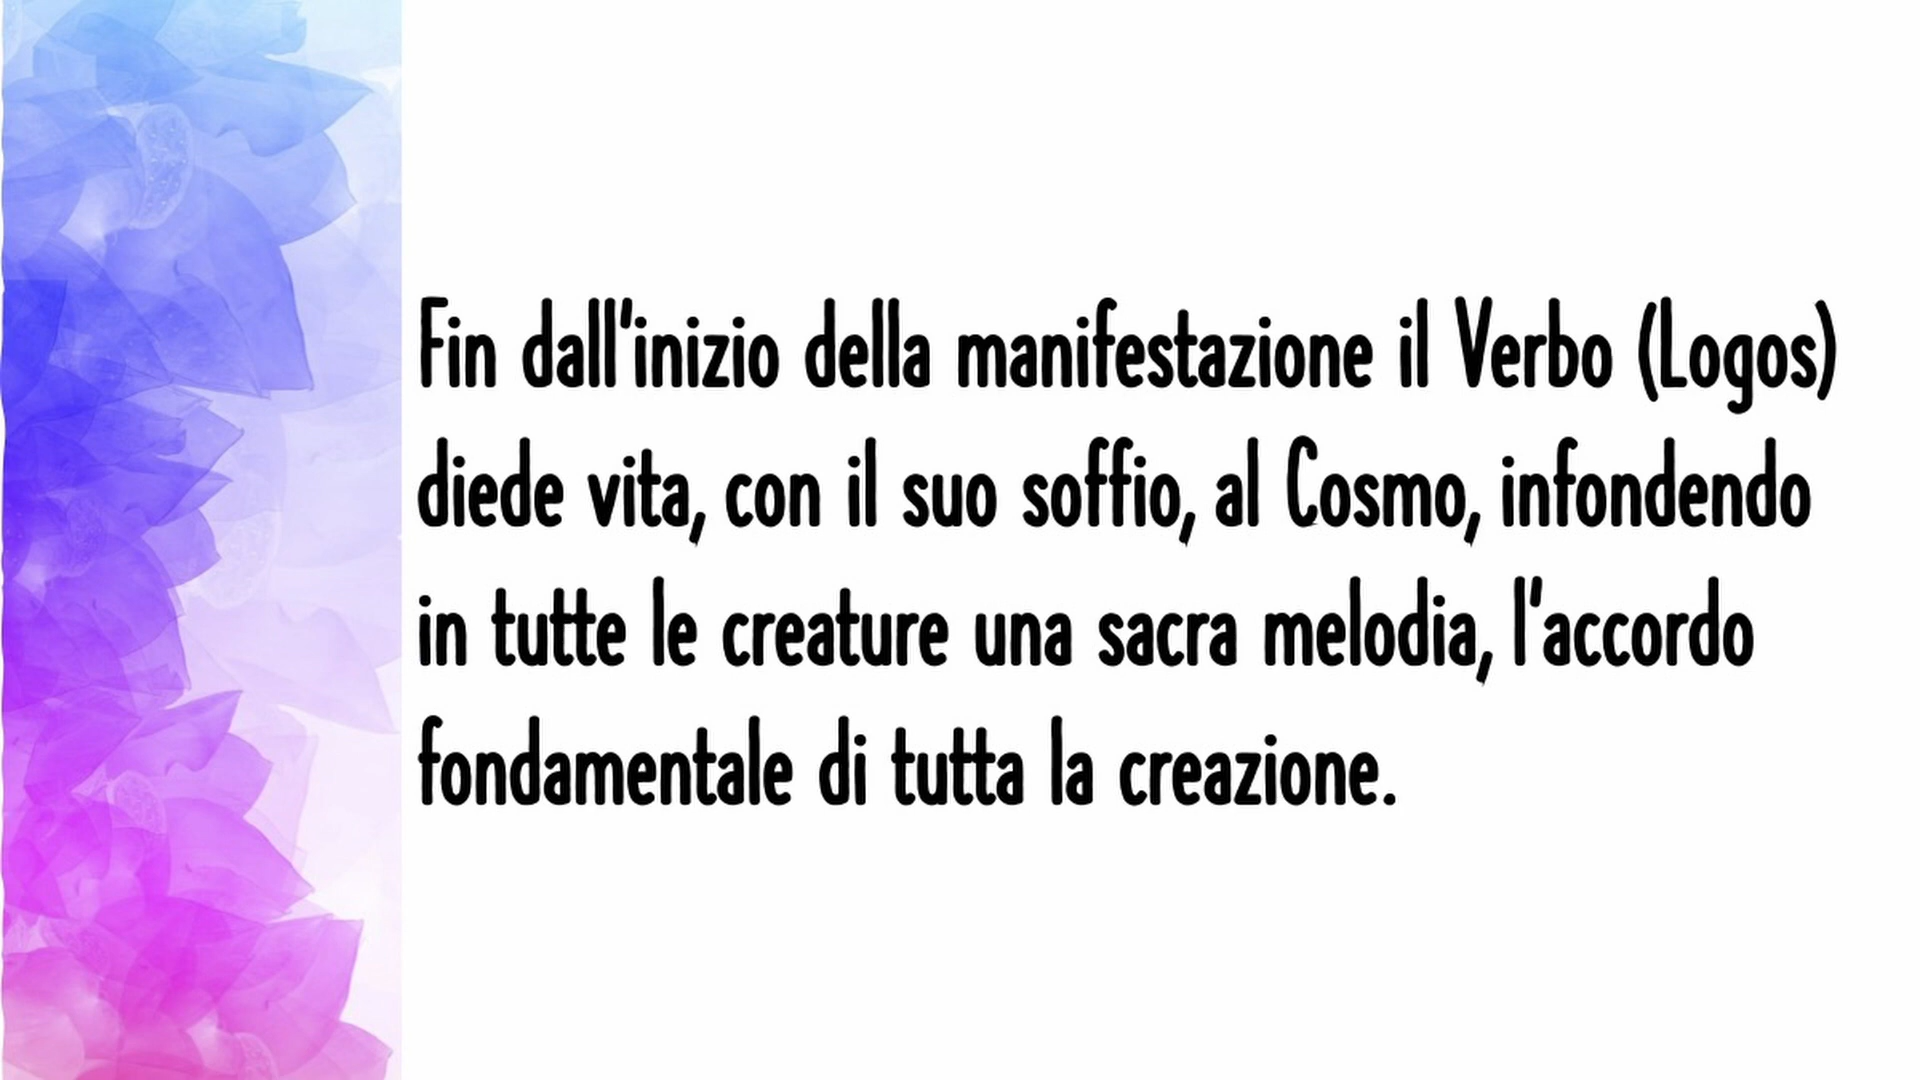 Fin dall'inizio della manifestazione il Verbo (Logos)
diede vita, con il suo soffio, al Cosmo, infondendo
in tutte le creature una sacra melodia, l'accordo
fondamentale di tutta la creazione.